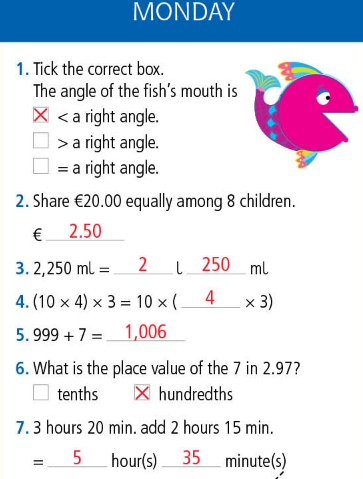 MONDAY
1. Tick the correct box.
The angle of the fish's mouth is
☒ < a right angle.
☐ > a right angle.
☐ = a right angle.
2. Share €20.00 equally among 8 children.
€ 2.50
3. 2,250 ml = 2 l 250 ml
4. (10 × 4) × 3 = 10 × ( 4 × 3)
5. 999 + 7 = 1,006
6. What is the place value of the 7 in 2.97?
☐ tenths ☒ hundredths
7. 3 hours 20 min. add 2 hours 15 min.
= 5 hour(s) 35 minute(s)